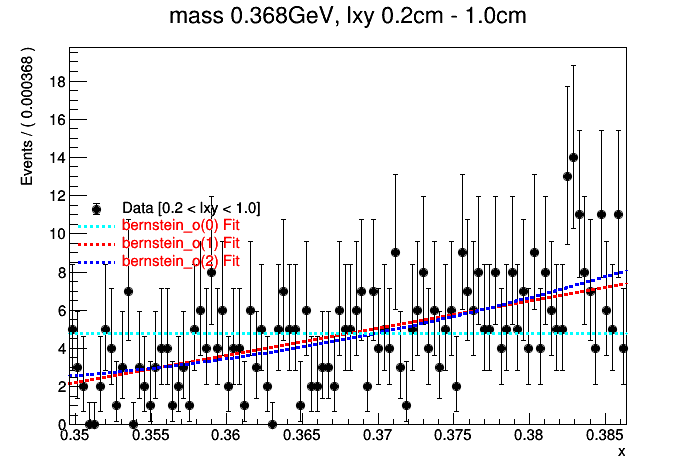 mass 0.368GeV, lxy 0.2cm - 1.0cm
Events / ( 0.000368 )
18
16
14
12
10
8
6
4
2
0
Data [0.2 < lxy < 1.0]
bernstein_o(0) Fit
bernstein_o(1) Fit
bernstein_o(2) Fit
0.35 0.355 0.36 0.365 0.37 0.375 0.38 0.385
x